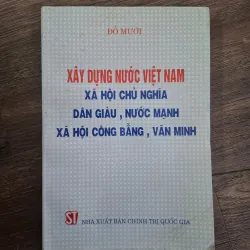 ĐỖ MƯỜI
XÂY DỰNG NƯỚC VIỆT NAM
XÃ HỘI CHỦ NGHĨA
DÂN GIÀU , NƯỚC MẠNH
XÃ HỘI CÔNG BẰNG , VĂN MINH
ST NHÀ XUẤT BẢN CHÍNH TRỊ QUỐC GIA